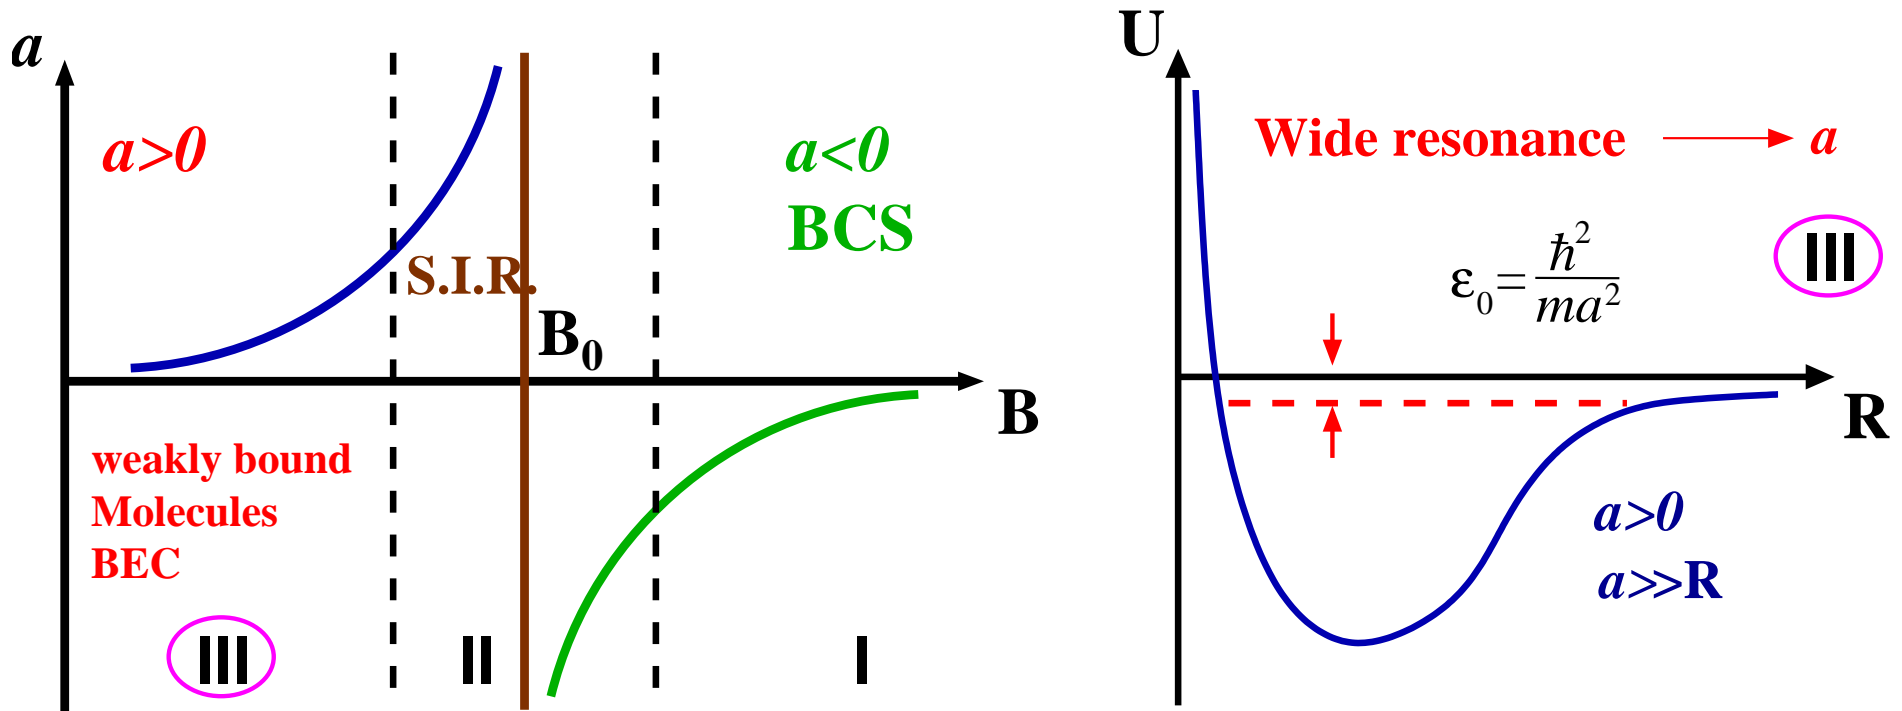 a
a>0
a<0
BCS
S.I.R.
B₀
B
weakly bound
Molecules
BEC
III
II
I
U
Wide resonance → a
III
ε₀ = ħ²/ma²
R
a>0
a>>R